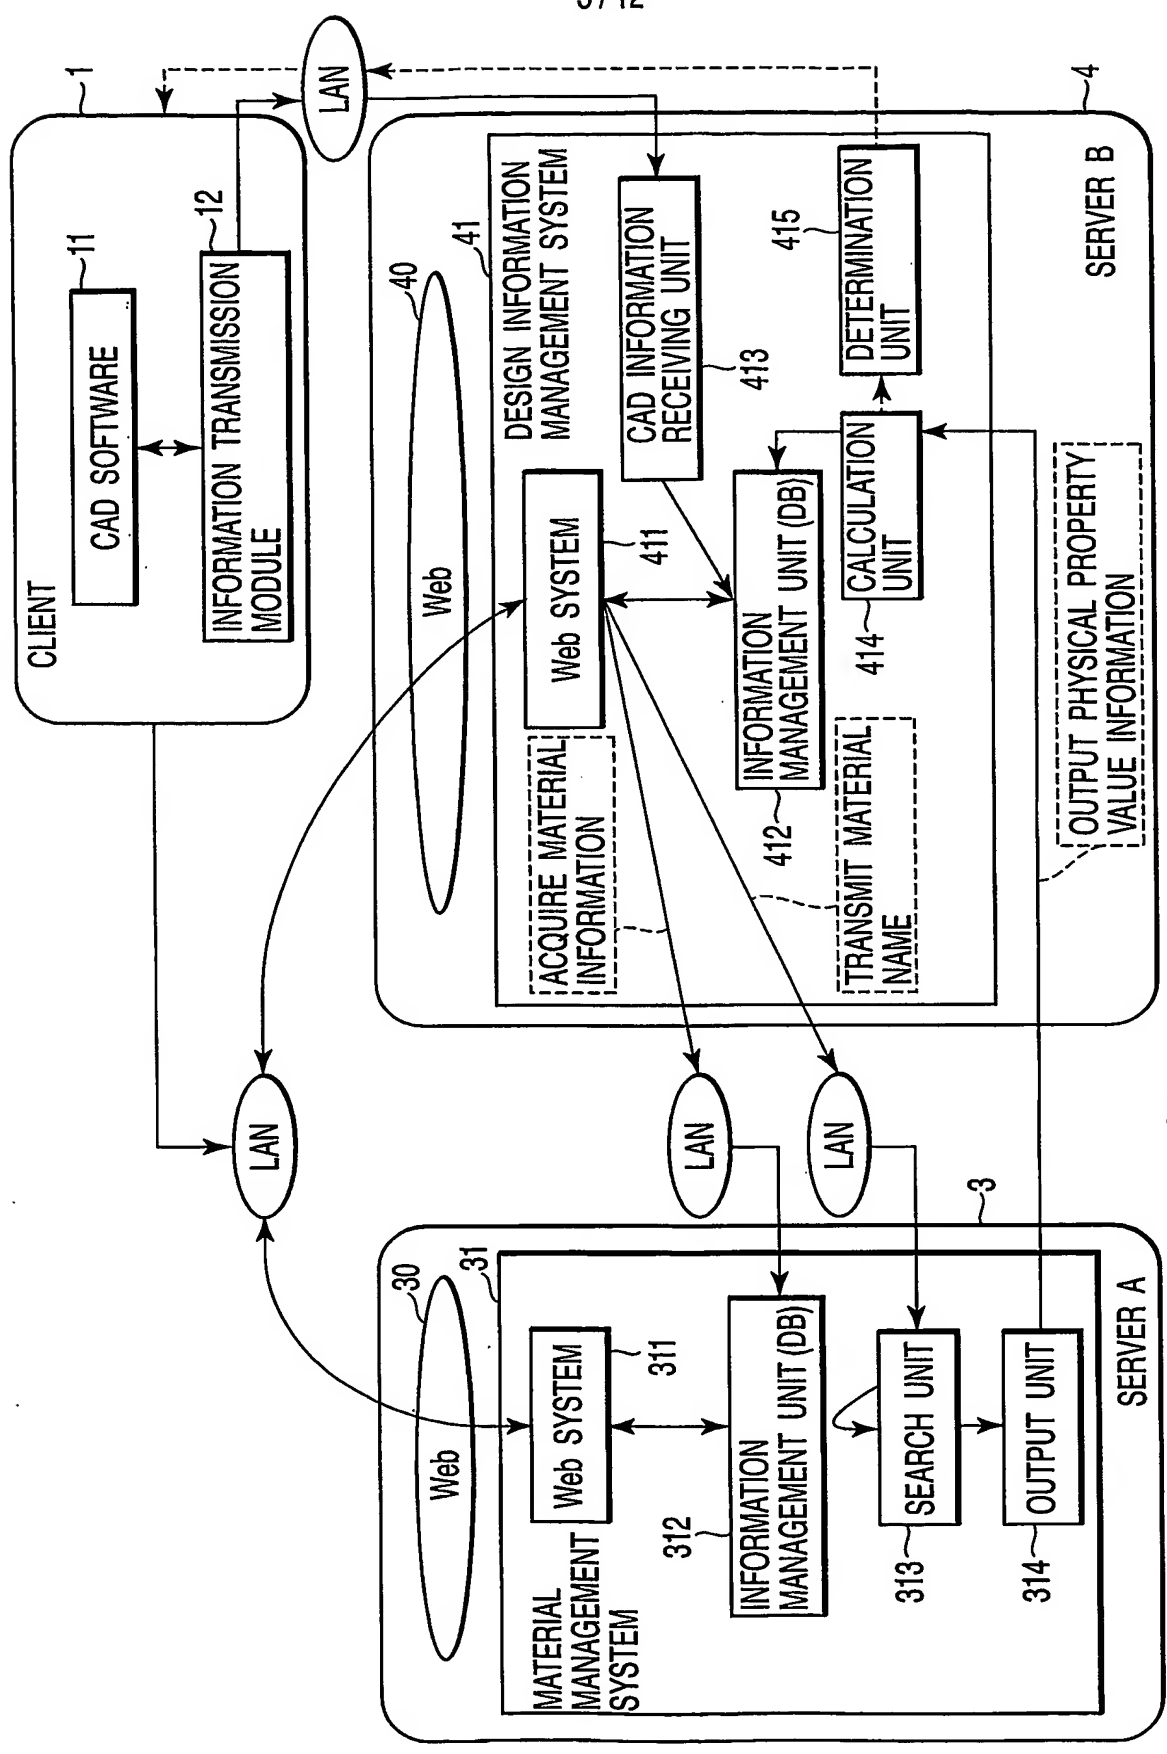 CLIENT
1
CAD SOFTWARE
11
INFORMATION TRANSMISSION
MODULE
12
LAN
LAN
LAN
LAN
Web
30
31
MATERIAL
MANAGEMENT
SYSTEM
Web SYSTEM
311
INFORMATION
MANAGEMENT UNIT (DB)
312
SEARCH UNIT
313
OUTPUT UNIT
314
SERVER A
3
Web
40
41
DESIGN INFORMATION
MANAGEMENT SYSTEM
ACQUIRE MATERIAL
INFORMATION
Web SYSTEM
411
CAD INFORMATION
RECEIVING UNIT
413
INFORMATION
MANAGEMENT UNIT (DB)
412
TRANSMIT MATERIAL
NAME
CALCULATION
UNIT
414
DETERMINATION
UNIT
415
OUTPUT PHYSICAL PROPERTY
VALUE INFORMATION
SERVER B
4